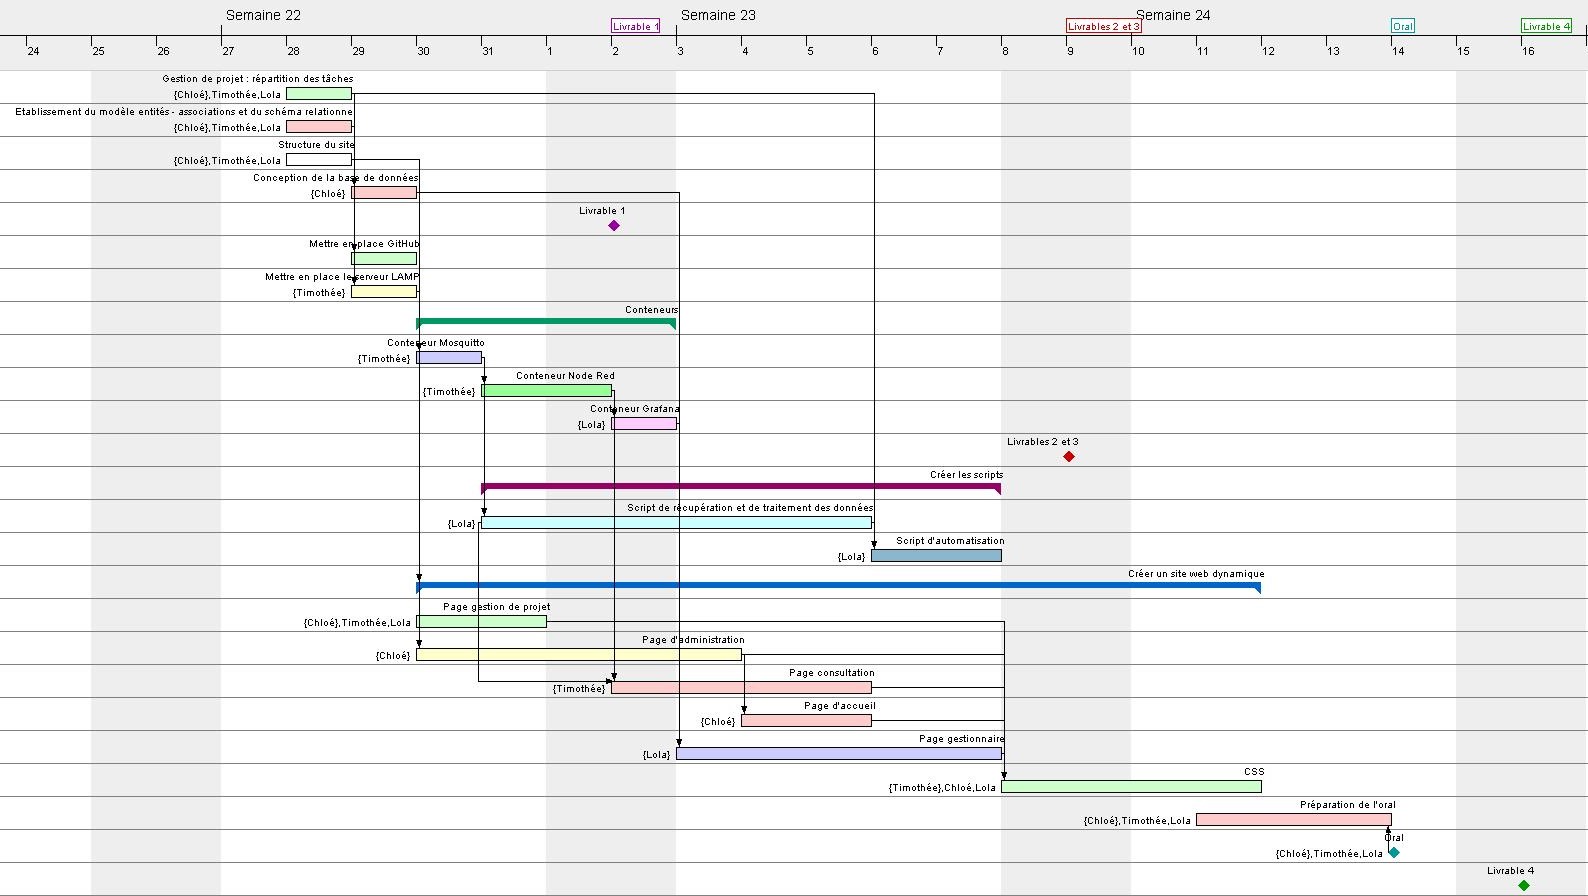 Semaine 22
Semaine 23
Semaine 24
Livrable 1
Livrables 2 et 3
Oral
Livrable 4
24 25 26 27 28 29 30 31 1 2 3 4 5 6 7 8 9 10 11 12 13 14 15 16
Gestion de projet : répartition des tâches
{Chloé},Timothée,Lola
Etablissement du modèle entités - associations et du schéma relationne
{Chloé},Timothée,Lola
Structure du site
{Chloé},Timothée,Lola
Conception de la base de données
{Chloé}
Livrable 1
Mettre en place GitHub
Mettre en place le serveur LAMP
{Timothée}
Conteneurs
Conteneur Mosquitto
{Timothée}
Conteneur Node Red
{Timothée}
Conteneur Grafana
{Lola}
Livrables 2 et 3
Créer les scripts
Script de récupération et de traitement des données
{Lola}
Script d'automatisation
{Lola}
Créer un site web dynamique
Page gestion de projet
{Chloé},Timothée,Lola
Page d'administration
{Chloé}
Page consultation
{Timothée}
Page d'accueil
{Chloé}
Page gestionnaire
{Lola}
CSS
{Timothée},Chloé,Lola
Préparation de l'oral
{Chloé},Timothée,Lola
Oral
{Chloé},Timothée,Lola
Livrable 4